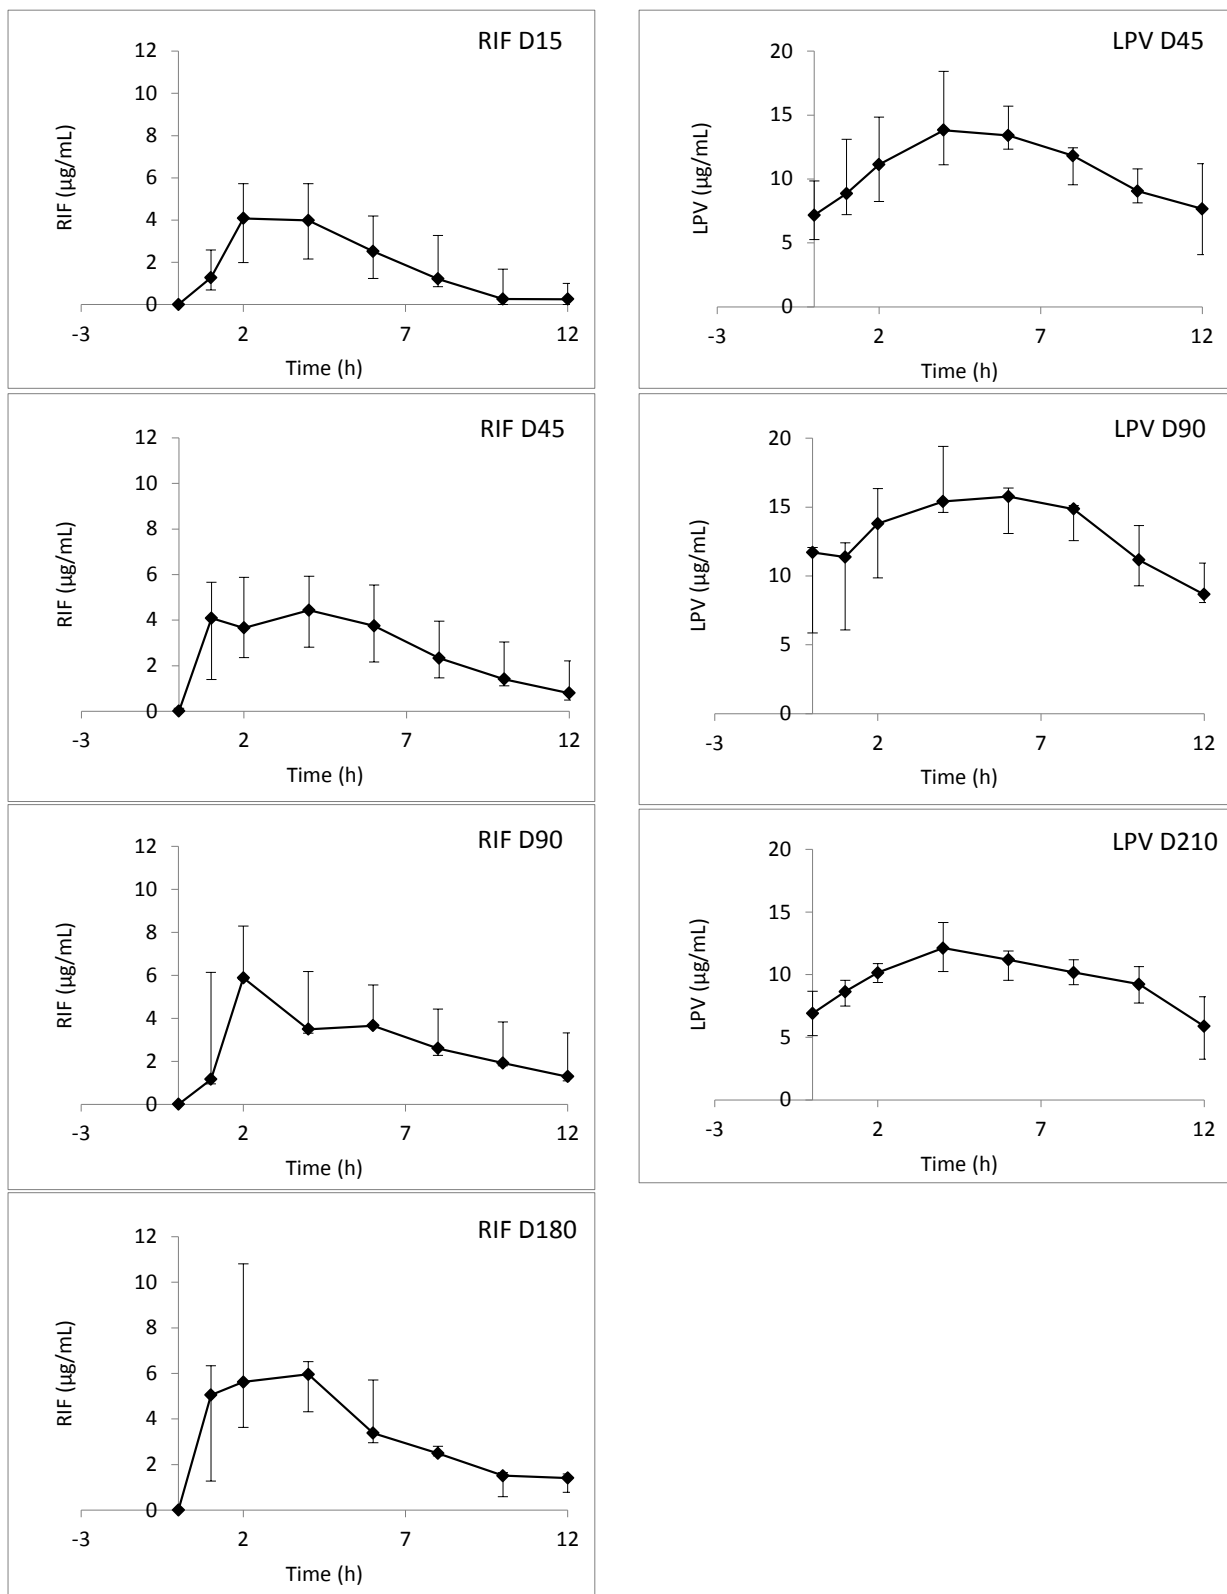 RIF D15
12
10
8
6
4
2
0
-3 2 7 12
RIF (µg/mL)
Time (h)
LPV D45
20
15
10
5
0
-3 2 7 12
LPV (µg/mL)
Time (h)
RIF D45
12
10
8
6
4
2
0
-3 2 7 12
RIF (µg/mL)
Time (h)
LPV D90
20
15
10
5
0
-3 2 7 12
LPV (µg/mL)
Time (h)
RIF D90
12
10
8
6
4
2
0
-3 2 7 12
RIF (µg/mL)
Time (h)
LPV D210
20
15
10
5
0
-3 2 7 12
LPV (µg/mL)
Time (h)
RIF D180
12
10
8
6
4
2
0
-3 2 7 12
RIF (µg/mL)
Time (h)